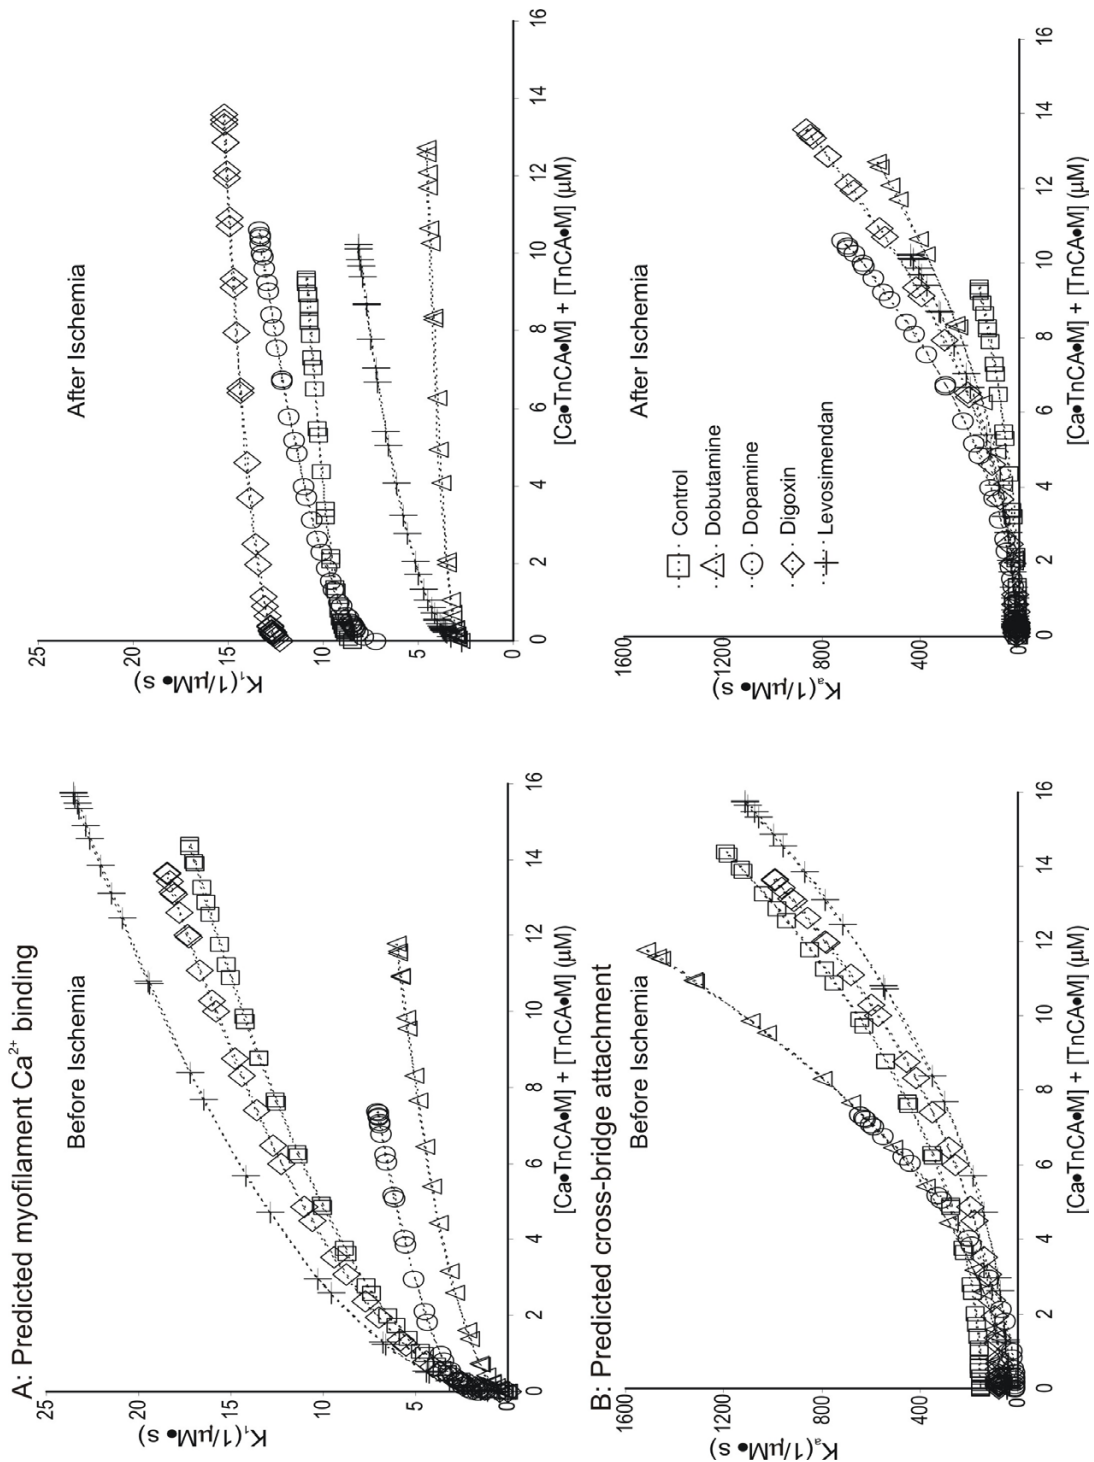 A: Predicted myofilament Ca²⁺ binding
Before Ischemia
K₁(1/μM●s)
25
20
15
10
5
0
0 2 4 6 8 10 12 14 16
[Ca●TnCA●M] + [TnCA●M] (μM)
After Ischemia
K₁(1/μM●s)
25
20
15
10
5
0
0 2 4 6 8 10 12 14 16
[Ca●TnCA●M] + [TnCA●M] (μM)
B: Predicted cross-bridge attachment
Before Ischemia
Kₐ(1/μM●s)
1600
1200
800
400
0
0 2 4 6 8 10 12 14 16
[Ca●TnCA●M] + [TnCA●M] (μM)
After Ischemia
Control
Dobutamine
Dopamine
Digoxin
Levosimendan
Kₐ(1/μM●s)
1600
1200
800
400
0
0 2 4 6 8 10 12 14 16
[Ca●TnCA●M] + [TnCA●M] (μM)